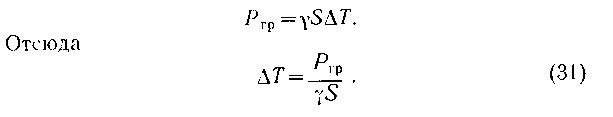 P_гр = γSΔT.
Отсюда
ΔT = P_гр / γS . (31)